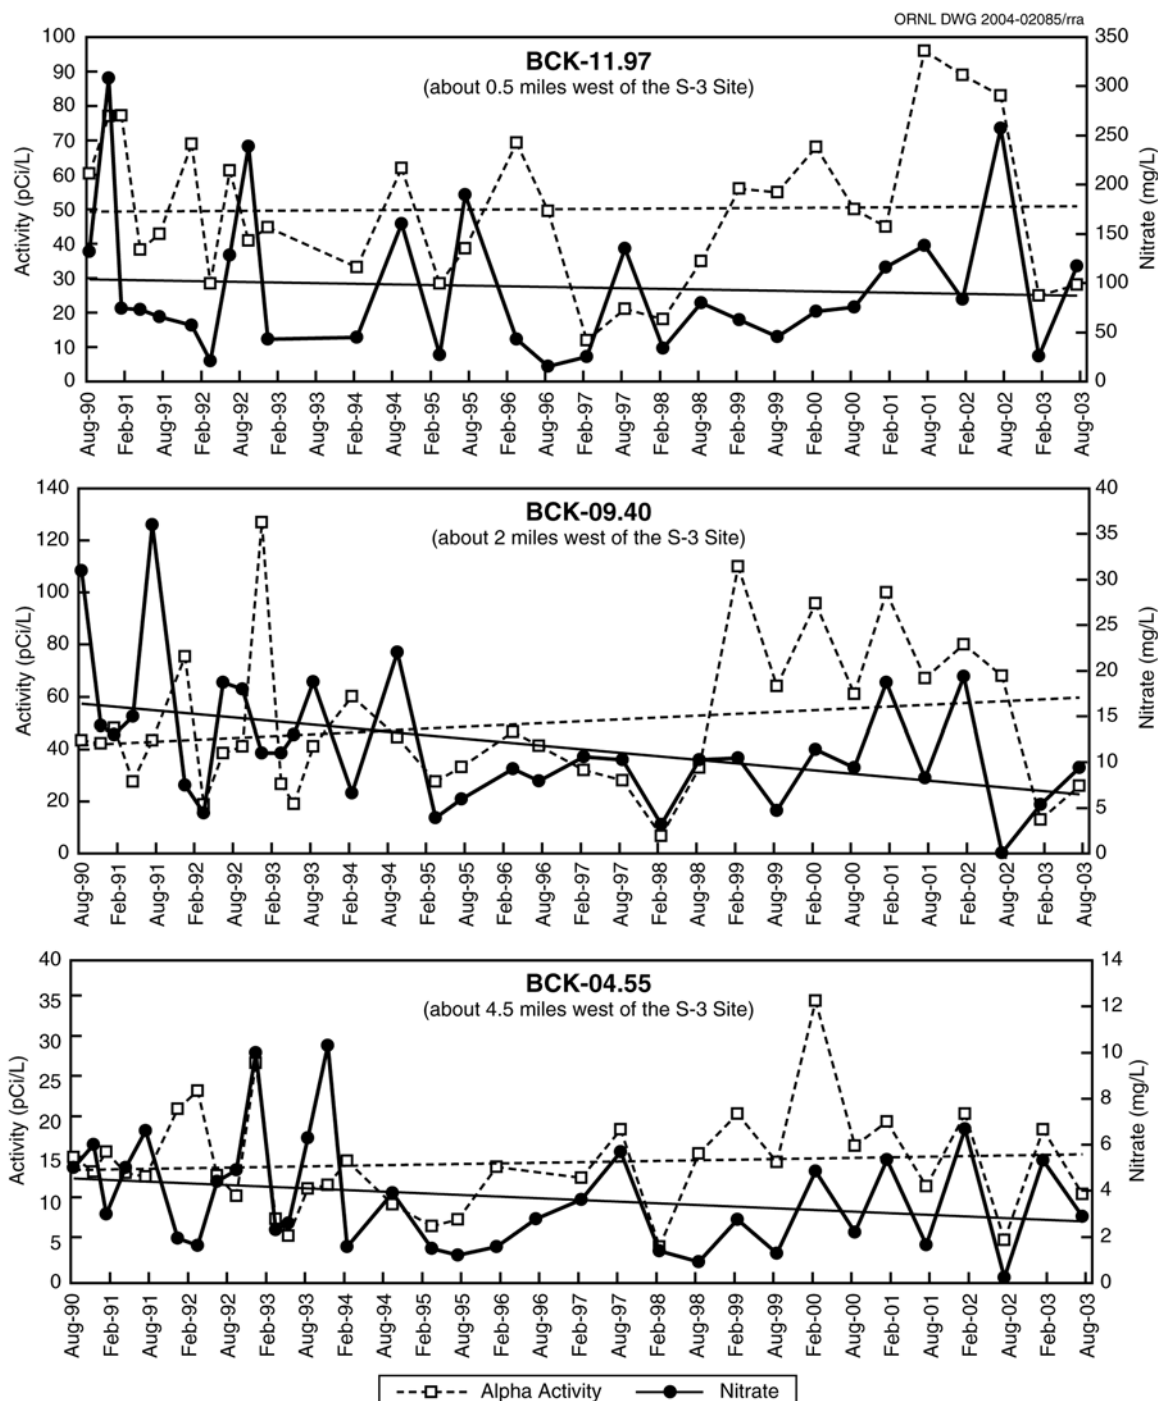 ORNL DWG 2004-02085/rra
BCK-11.97
(about 0.5 miles west of the S-3 Site)
Activity (pCi/L)
100
90
80
70
60
50
40
30
20
10
0
Nitrate (mg/L)
350
300
250
200
150
100
50
0
Aug-90
Feb-91
Aug-91
Feb-92
Aug-92
Feb-93
Aug-93
Feb-94
Aug-94
Feb-95
Aug-95
Feb-96
Aug-96
Feb-97
Aug-97
Feb-98
Aug-98
Feb-99
Aug-99
Feb-00
Aug-00
Feb-01
Aug-01
Feb-02
Aug-02
Feb-03
Aug-03
BCK-09.40
(about 2 miles west of the S-3 Site)
Activity (pCi/L)
140
120
100
80
60
40
20
0
Nitrate (mg/L)
40
35
30
25
20
15
10
5
0
Aug-90
Feb-91
Aug-91
Feb-92
Aug-92
Feb-93
Aug-93
Feb-94
Aug-94
Feb-95
Aug-95
Feb-96
Aug-96
Feb-97
Aug-97
Feb-98
Aug-98
Feb-99
Aug-99
Feb-00
Aug-00
Feb-01
Aug-01
Feb-02
Aug-02
Feb-03
Aug-03
BCK-04.55
(about 4.5 miles west of the S-3 Site)
Activity (pCi/L)
40
35
30
25
20
15
10
5
0
Nitrate (mg/L)
14
12
10
8
6
4
2
0
Aug-90
Feb-91
Aug-91
Feb-92
Aug-92
Feb-93
Aug-93
Feb-94
Aug-94
Feb-95
Aug-95
Feb-96
Aug-96
Feb-97
Aug-97
Feb-98
Aug-98
Feb-99
Aug-99
Feb-00
Aug-00
Feb-01
Aug-01
Feb-02
Aug-02
Feb-03
Aug-03
Alpha Activity
Nitrate